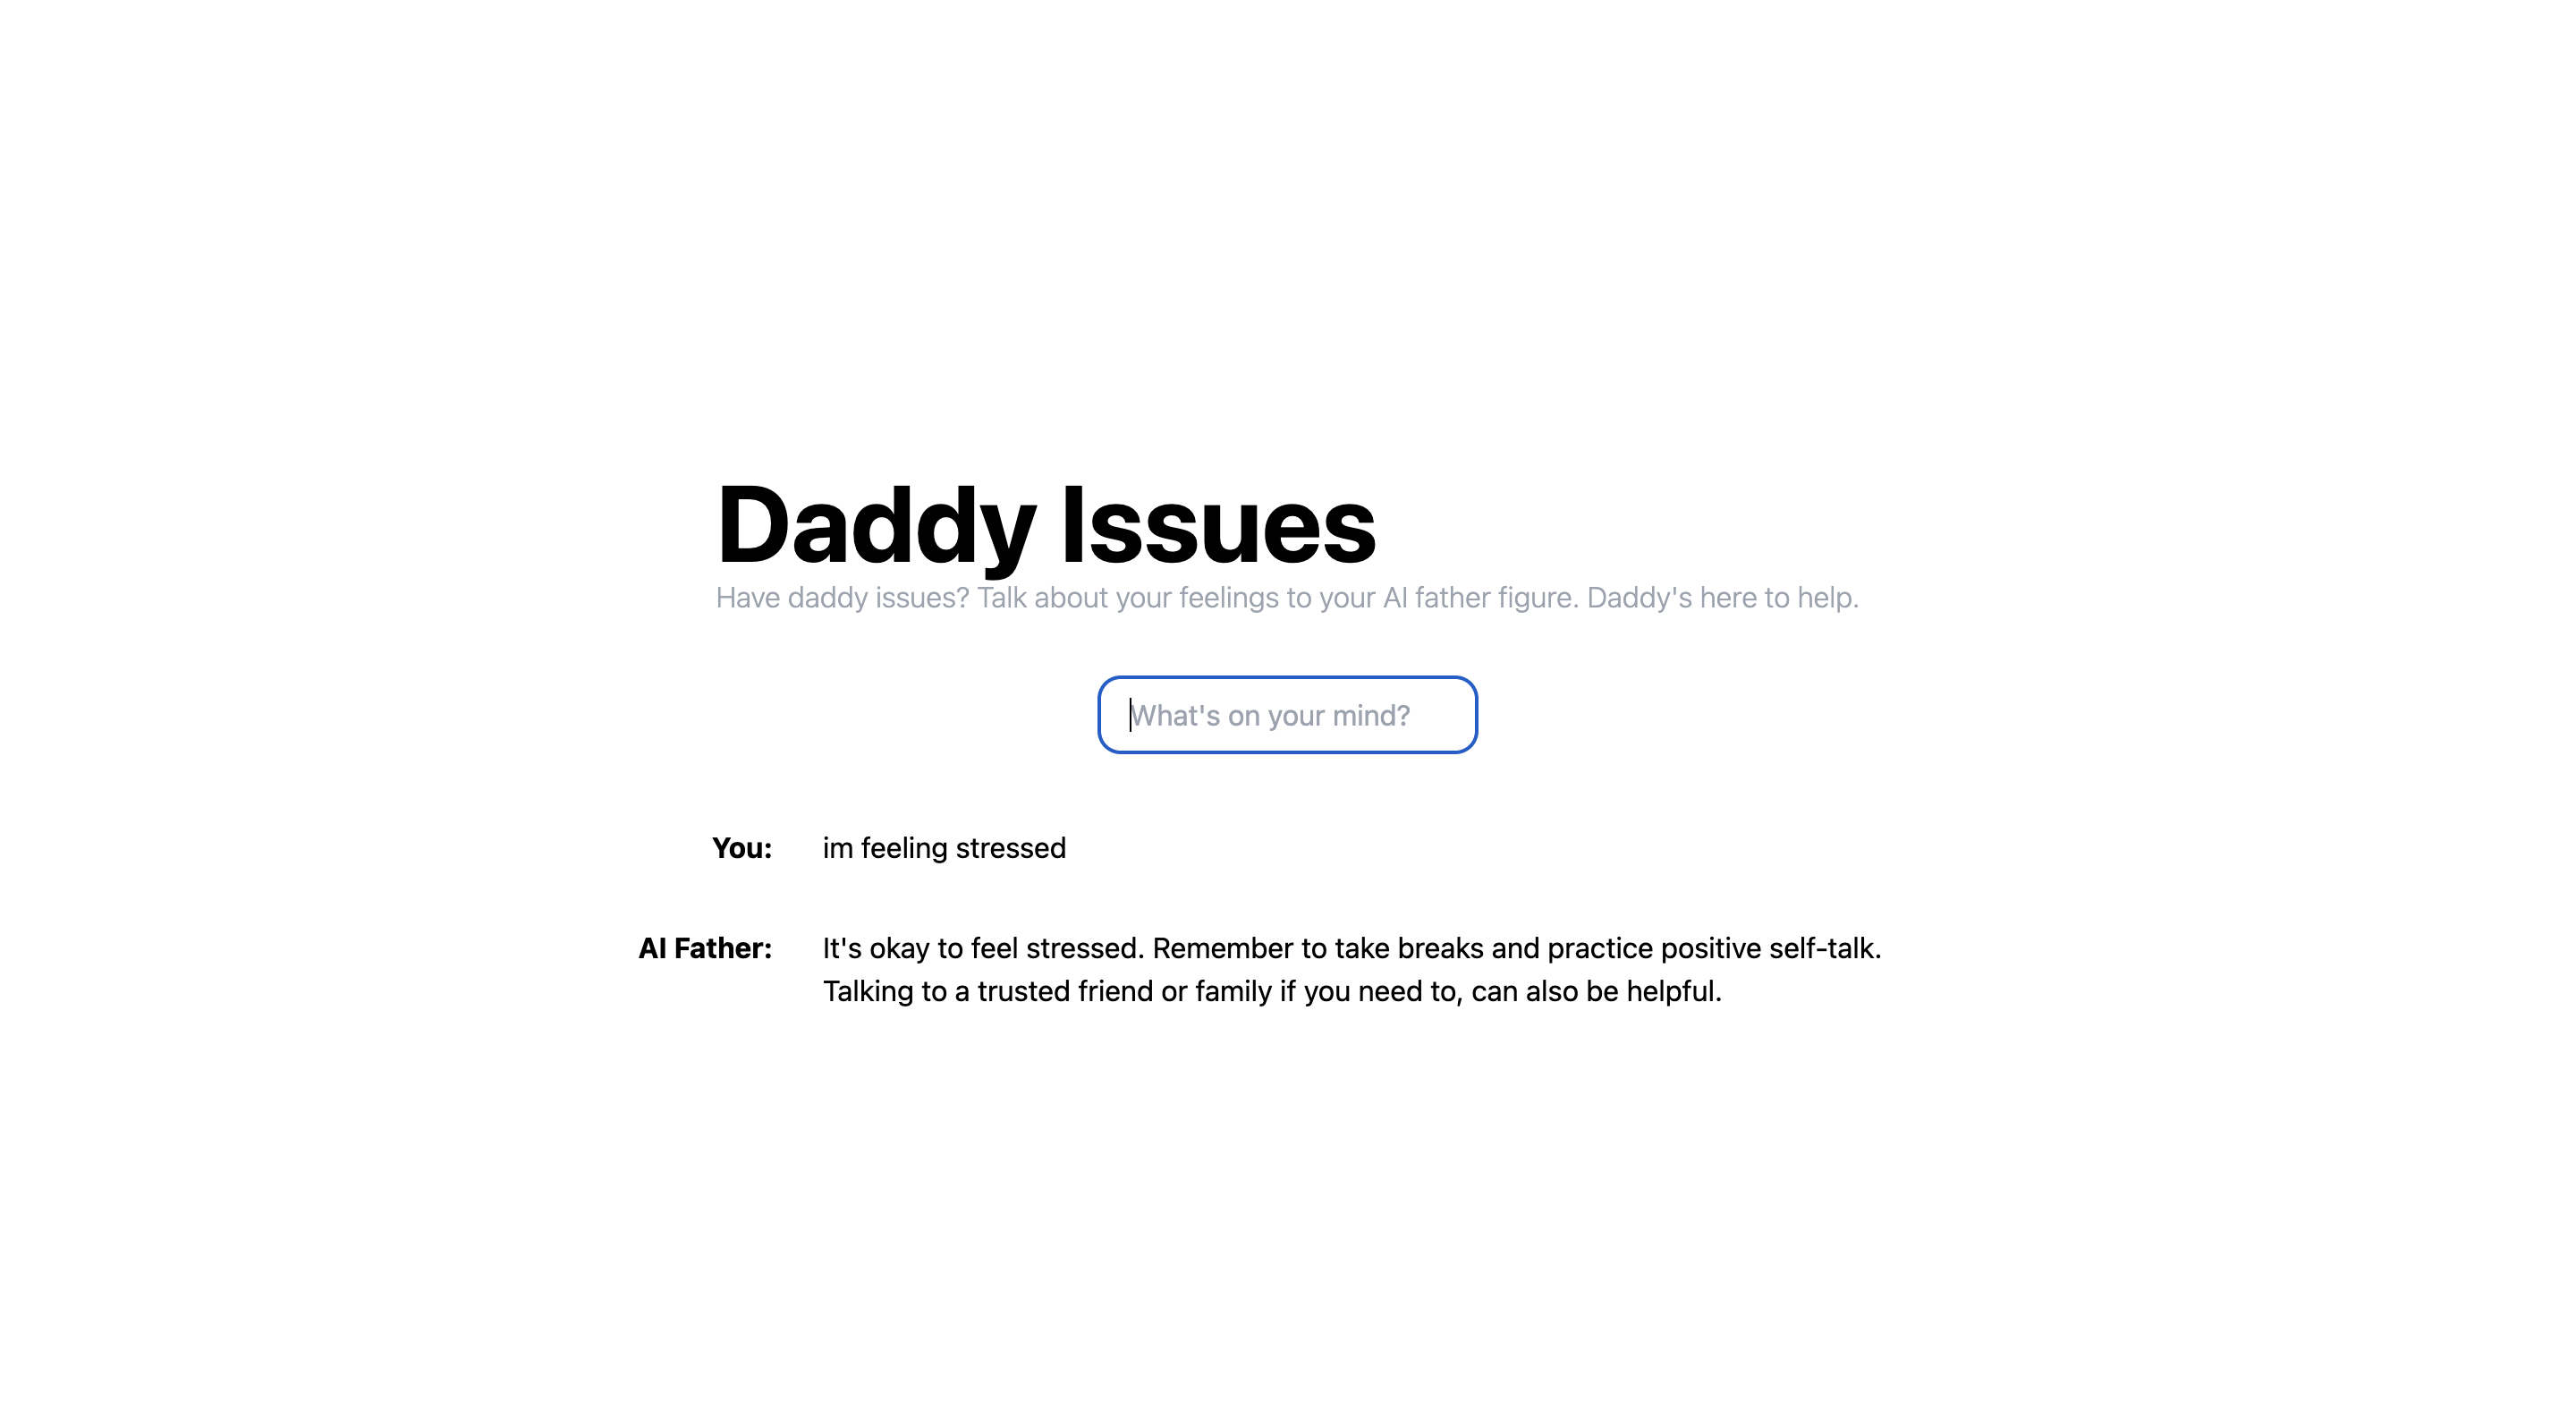 Daddy Issues
Have daddy issues? Talk about your feelings to your AI father figure. Daddy's here to help.
What's on your mind?
You: im feeling stressed
AI Father: It's okay to feel stressed. Remember to take breaks and practice positive self-talk.
Talking to a trusted friend or family if you need to, can also be helpful.